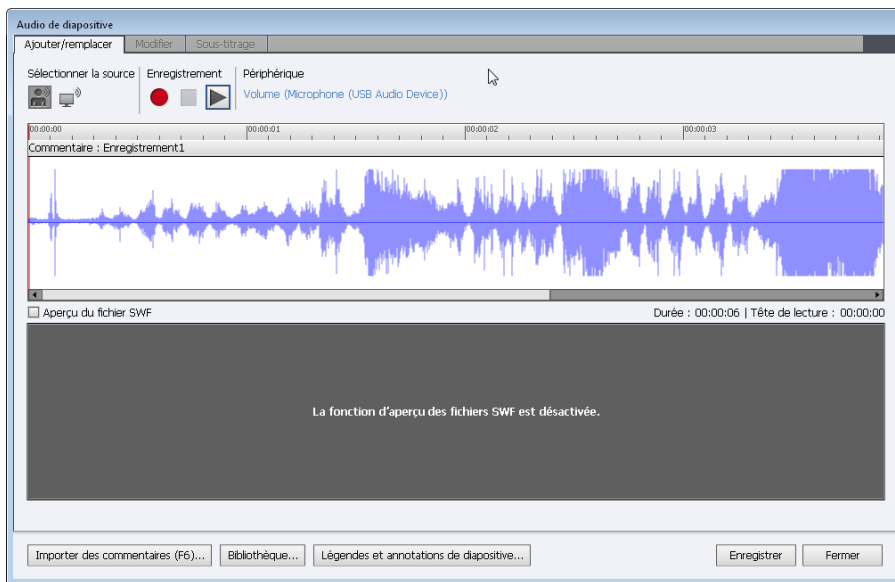 Audio de diapositive
Ajouter/remplacer Modifier Sous-titrage
Sélectionner la source Enregistrement Périphérique
Volume (Microphone (USB Audio Device))
00:00:00 00:00:01 00:00:02 00:00:03
Commentaire : Enregistrement1
Aperçu du fichier SWF Durée : 00:00:06 | Tête de lecture : 00:00:00
La fonction d'aperçu des fichiers SWF est désactivée.
Importer des commentaires (F6)... Bibliothèque... Légendes et annotations de diapositive... Enregistrer Fermer